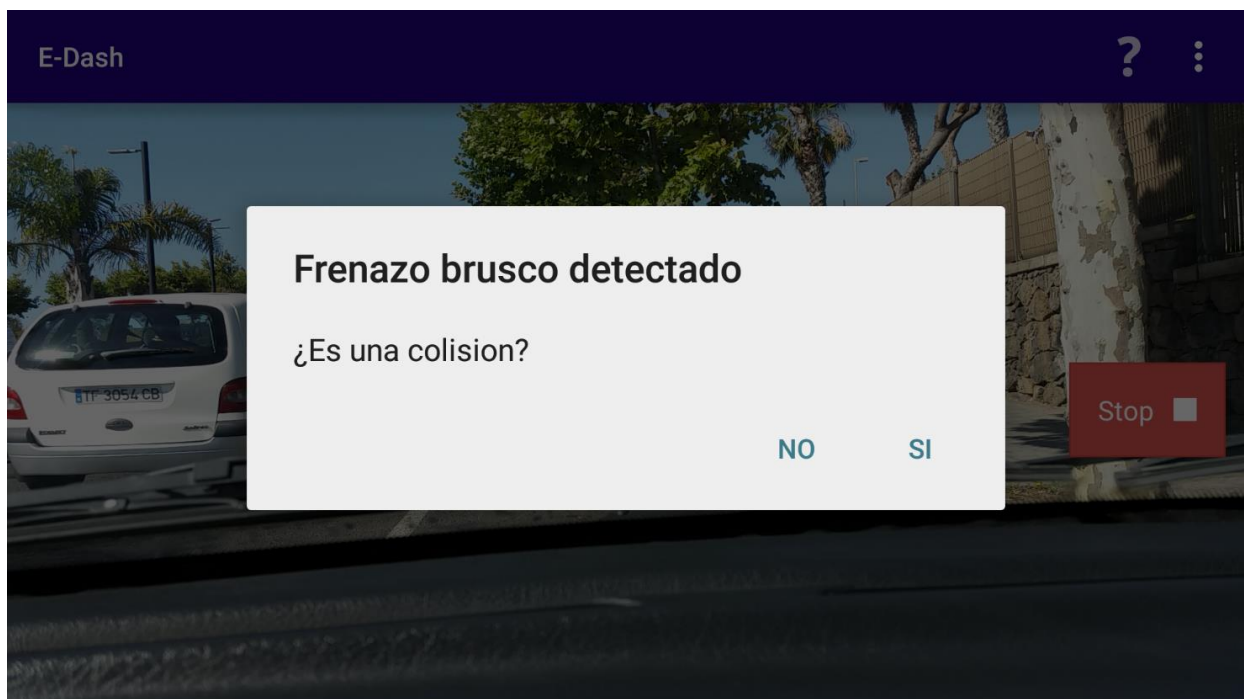 E-Dash
?
Frenazo brusco detectado
¿Es una colision?
TF 3054 CB
Stop
NO SI